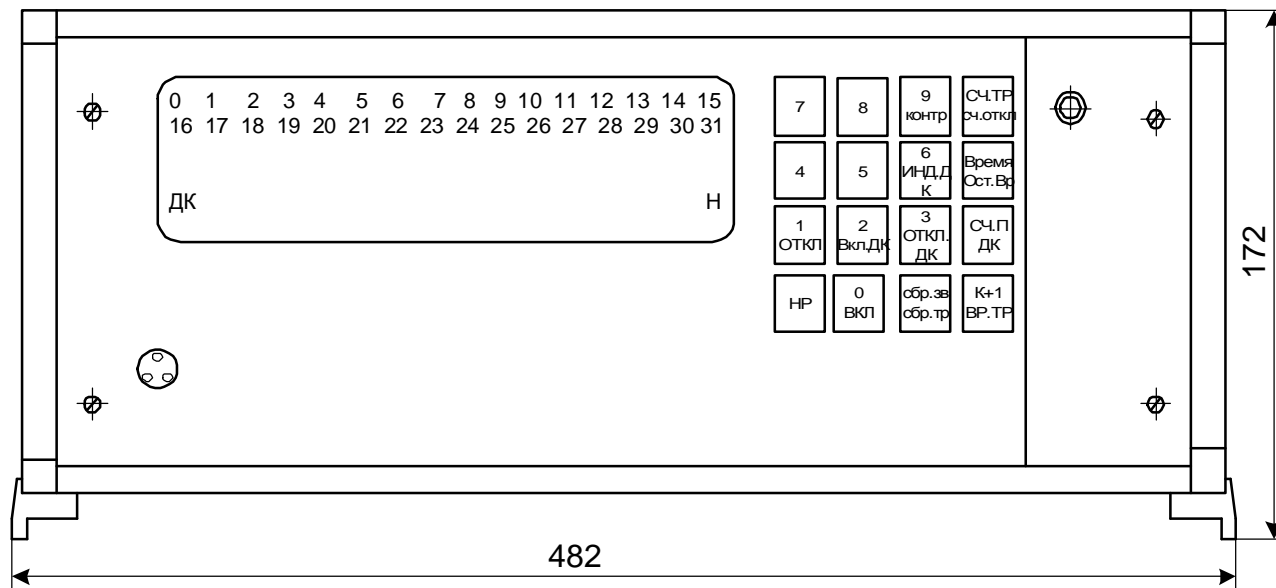 0 1 2 3 4 5 6 7 8 9 10 11 12 13 14 15
16 17 18 19 20 21 22 23 24 25 26 27 28 29 30 31
ДК Н
7
8
9
контр
СЧ.ТР
сч.откл
4
5
6
ИНД.Д
К
Время
Ост.Вр
1
ОТКЛ
2
Вкл.ДК
3
ОТКЛ.
ДК
СЧ.П
ДК
НР
0
ВКЛ
сбр.зв
сбр.тр
К+1
ВР.ТР
172
482